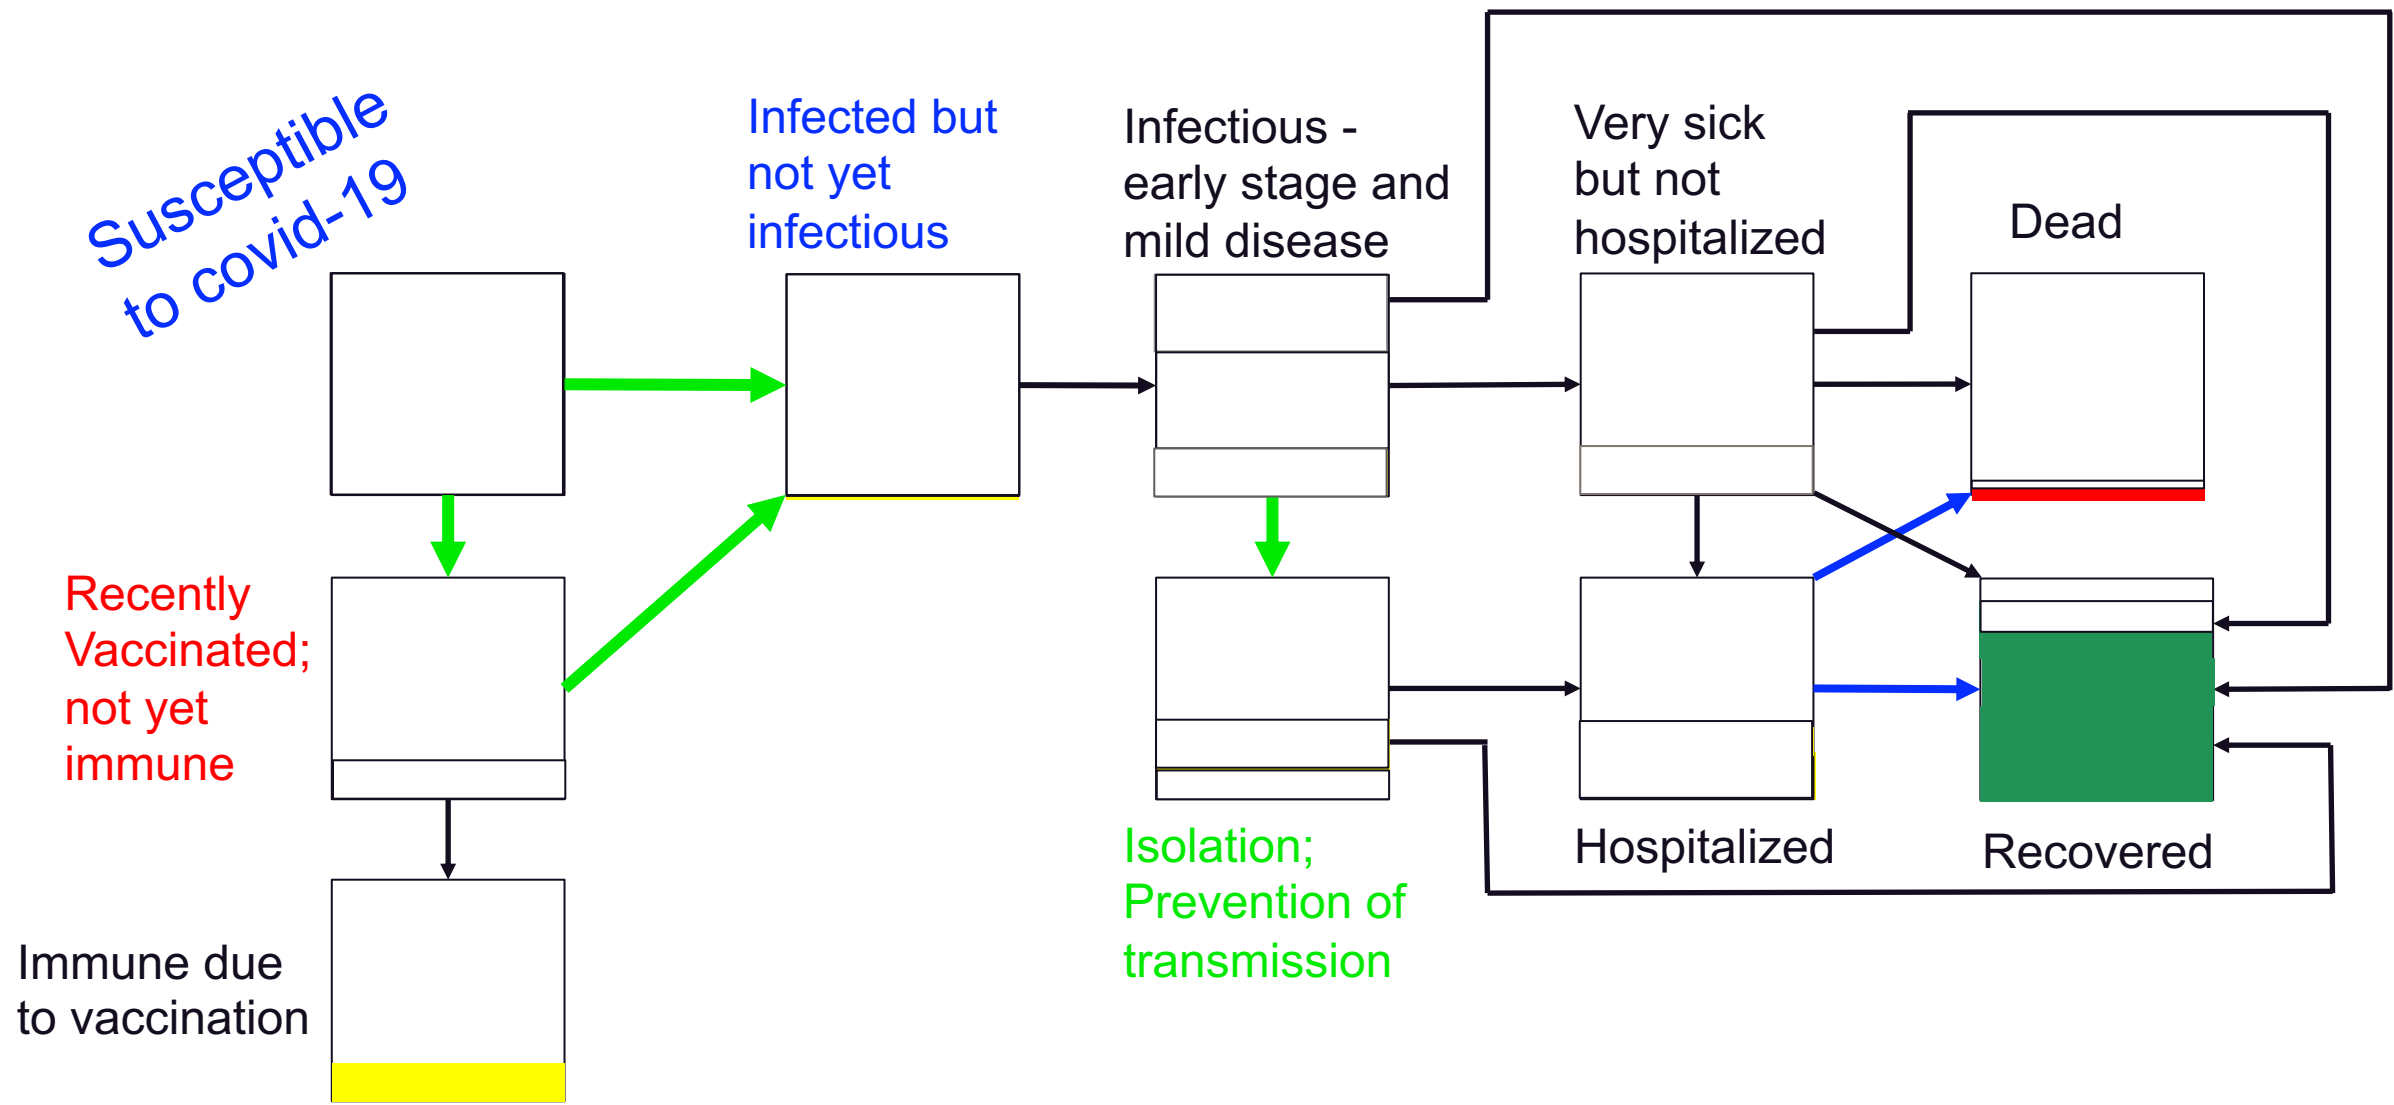 Susceptible
to covid-19
Infected but
not yet
infectious
Infectious -
early stage and
mild disease
Very sick
but not
hospitalized
Dead
Recently
Vaccinated;
not yet
immune
Isolation;
Prevention of
transmission
Hospitalized
Recovered
Immune due
to vaccination